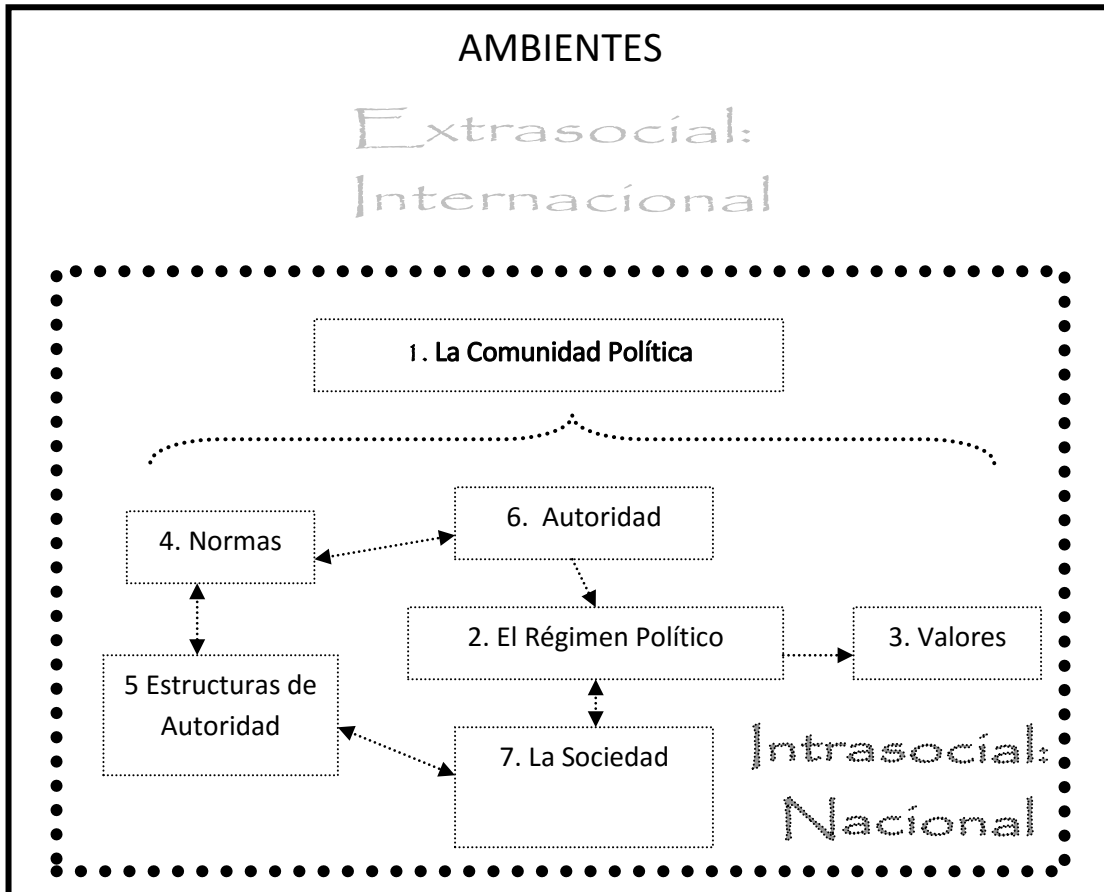 AMBIENTES
Extrasocial:
Internacional
1. La Comunidad Política
6. Autoridad
4. Normas
2. El Régimen Político
3. Valores
5 Estructuras de
Autoridad
7. La Sociedad
Intrasocial:
Nacional